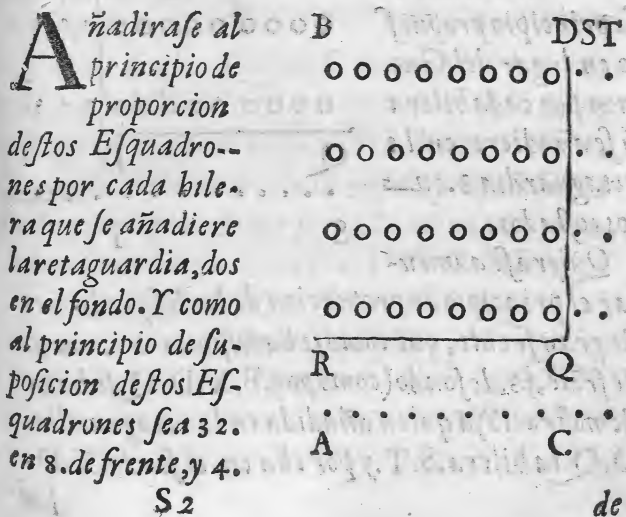 Añadiraſe al
principio de
proporcion
deſtos Eſquadro--
nes por cada hile-
ra que ſe añadiere
la retaguardia, dos
en el fondo. Y como
al principio de ſu-
poſicion deſtos Eſ-
quadrones ſea 32.
en 8. de frente, y 4.
B DST
R Q
A C
S 2 de